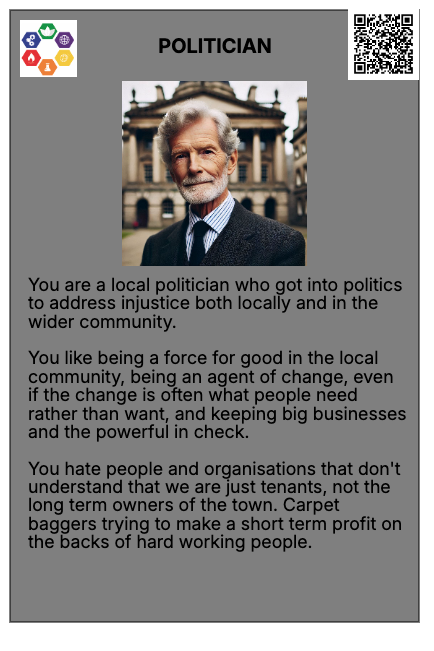 POLITICIAN
You are a local politician who got into politics
to address injustice both locally and in the
wider community.
You like being a force for good in the local
community, being an agent of change, even
if the change is often what people need
rather than want, and keeping big businesses
and the powerful in check.
You hate people and organisations that don't
understand that we are just tenants, not the
long term owners of the town. Carpet
baggers trying to make a short term profit on
the backs of hard working people.